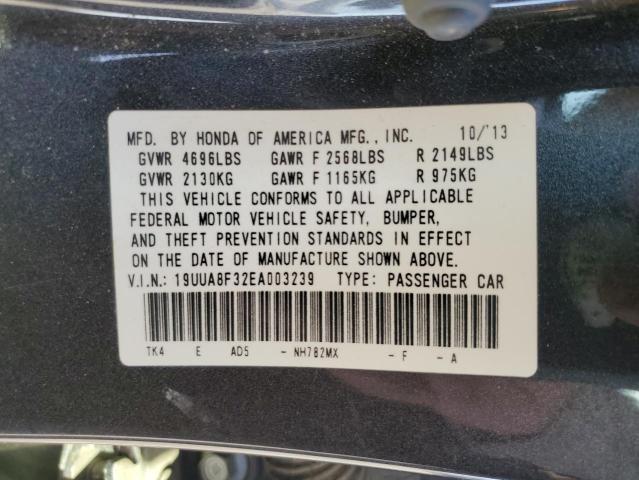 MFD. BY HONDA OF AMERICA MFG., INC. 10/'13
GVWR 4696LBS GAWR F 2568LBS R 2149LBS
GVWR 2130KG GAWR F 1165KG R 975KG
THIS VEHICLE CONFORMS TO ALL APPLICABLE
FEDERAL MOTOR VEHICLE SAFETY, BUMPER,
AND THEFT PREVENTION STANDARDS IN EFFECT
ON THE DATE OF MANUFACTURE SHOWN ABOVE.
V.I.N.: 19UUA8F32EA003239 TYPE: PASSENGER CAR
TK4 E AD5 - NH782MX - F - A